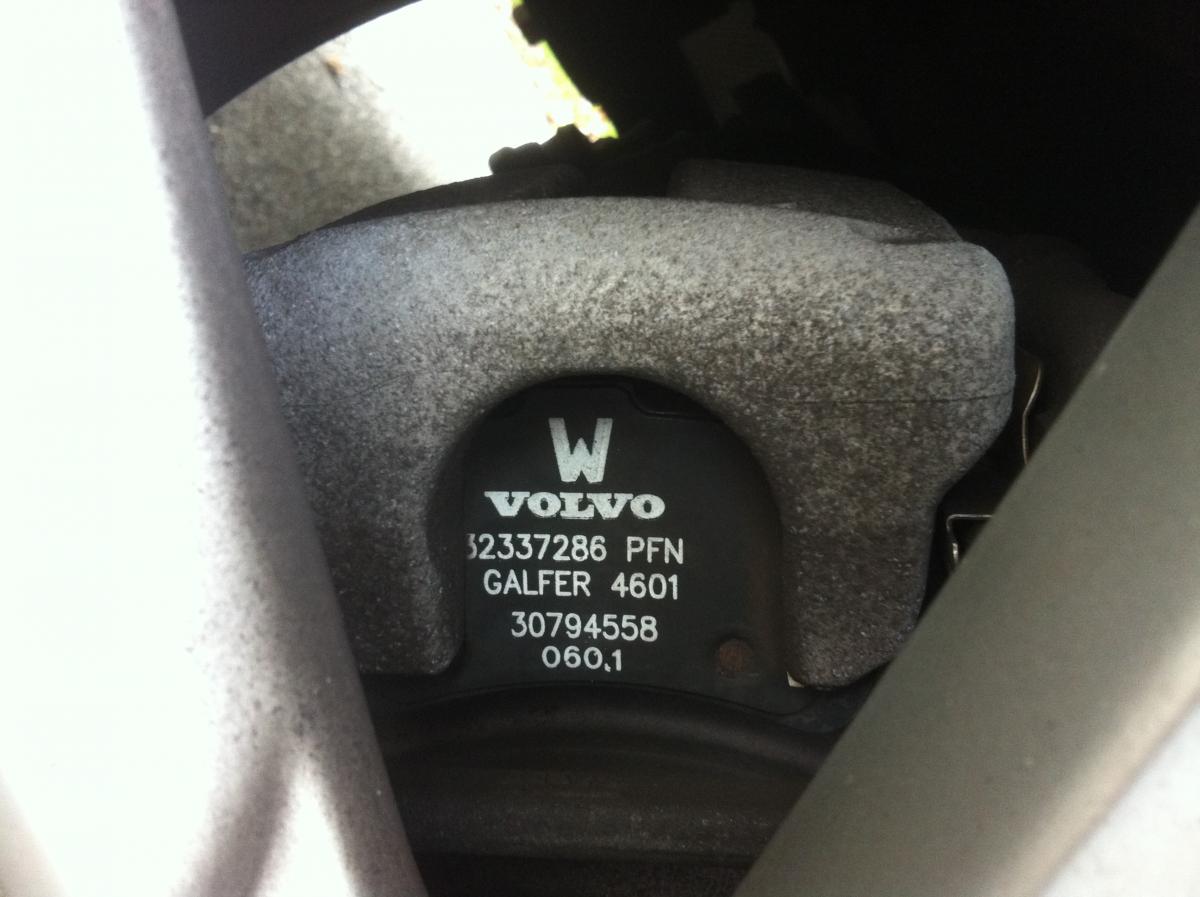 W
VOLVO
32337286 PFN
GALFER 4601
30794558
060.1